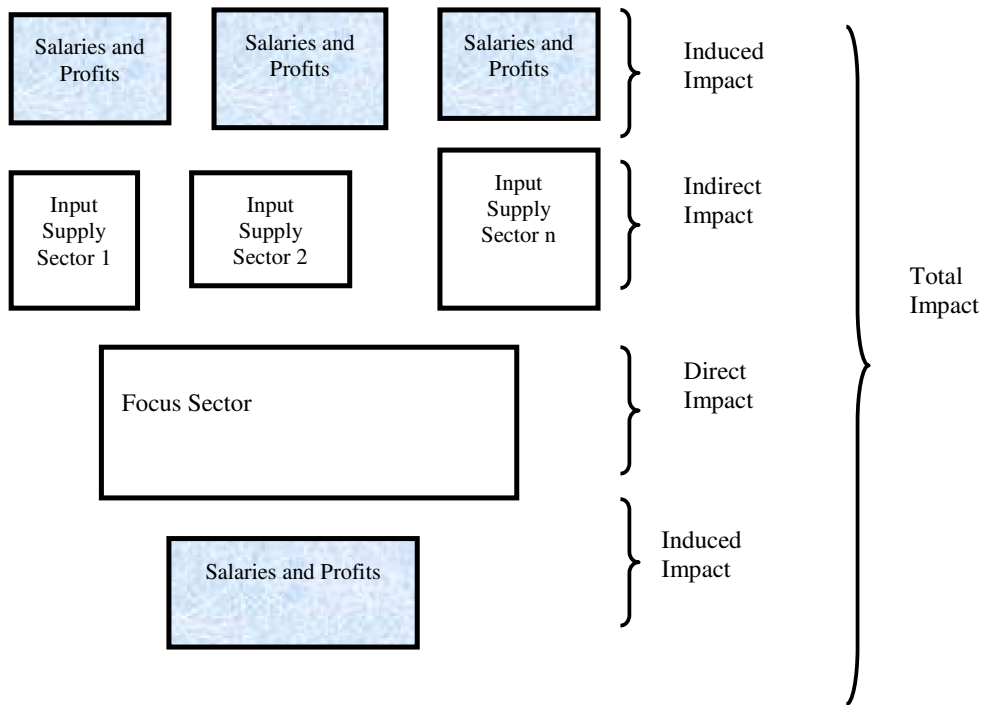 Salaries and
Profits
Salaries and
Profits
Salaries and
Profits
Induced
Impact
Input
Supply
Sector 1
Input
Supply
Sector 2
Input
Supply
Sector n
Indirect
Impact
Total
Impact
Focus Sector
Direct
Impact
Salaries and Profits
Induced
Impact